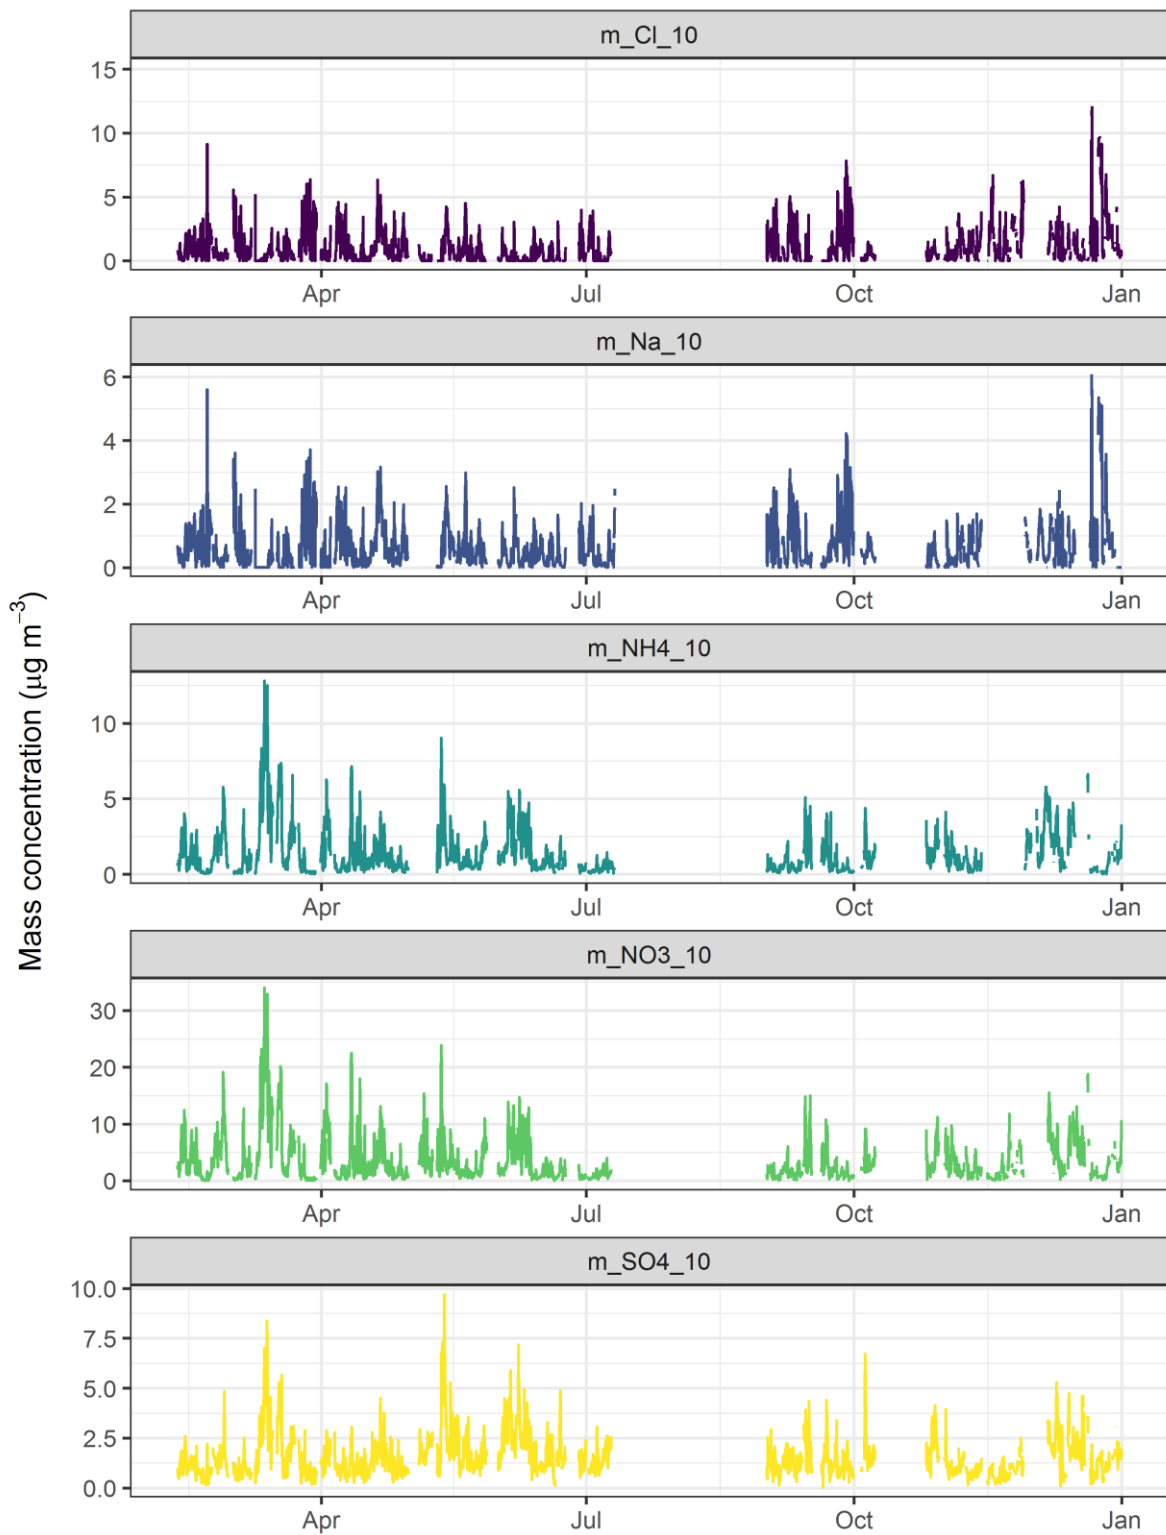 m_Cl_10
15
10
5
0
Apr Jul Oct Jan
m_Na_10
6
4
2
0
Apr Jul Oct Jan
Mass concentration (μg m⁻³)
m_NH4_10
10
5
0
Apr Jul Oct Jan
m_NO3_10
30
20
10
0
Apr Jul Oct Jan
m_SO4_10
10.0
7.5
5.0
2.5
0.0
Apr Jul Oct Jan